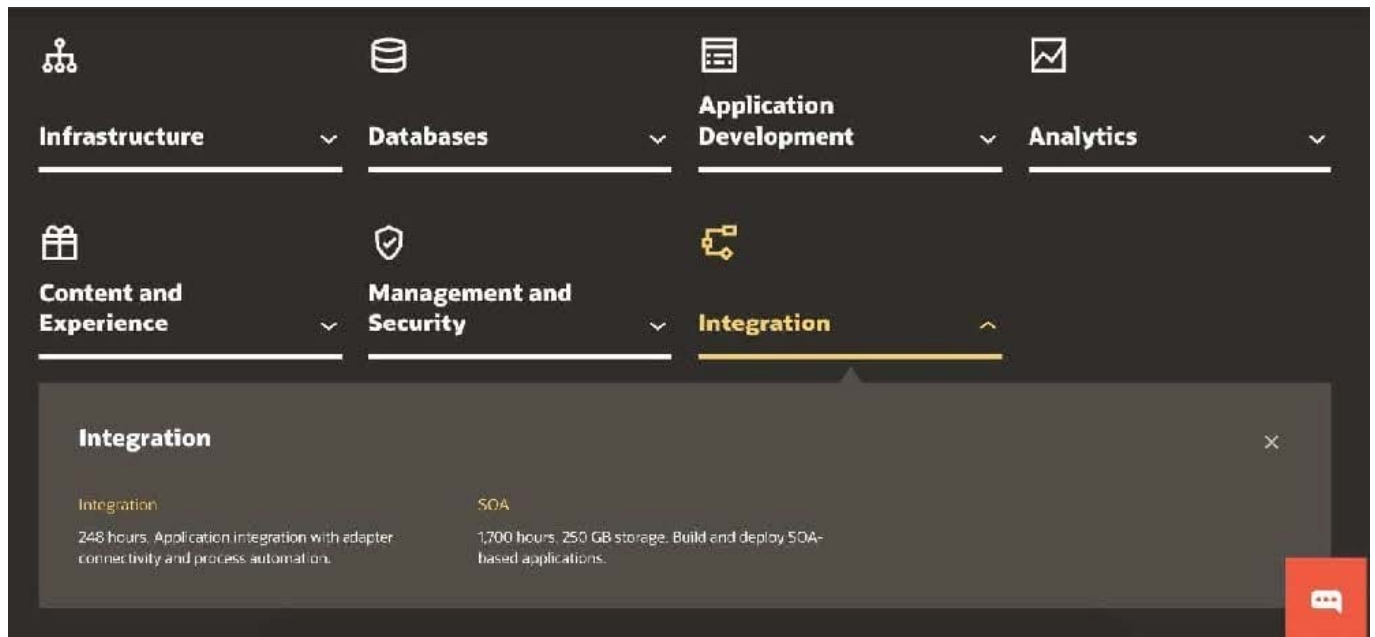 Infrastructure
Databases
Application
Development
Analytics
Content and
Experience
Management and
Security
Integration
Integration
Integration
248 hours. Application integration with adapter
connectivity and process automation.
SOA
1,700 hours, 250 GB storage. Build and deploy SOA-
based applications.